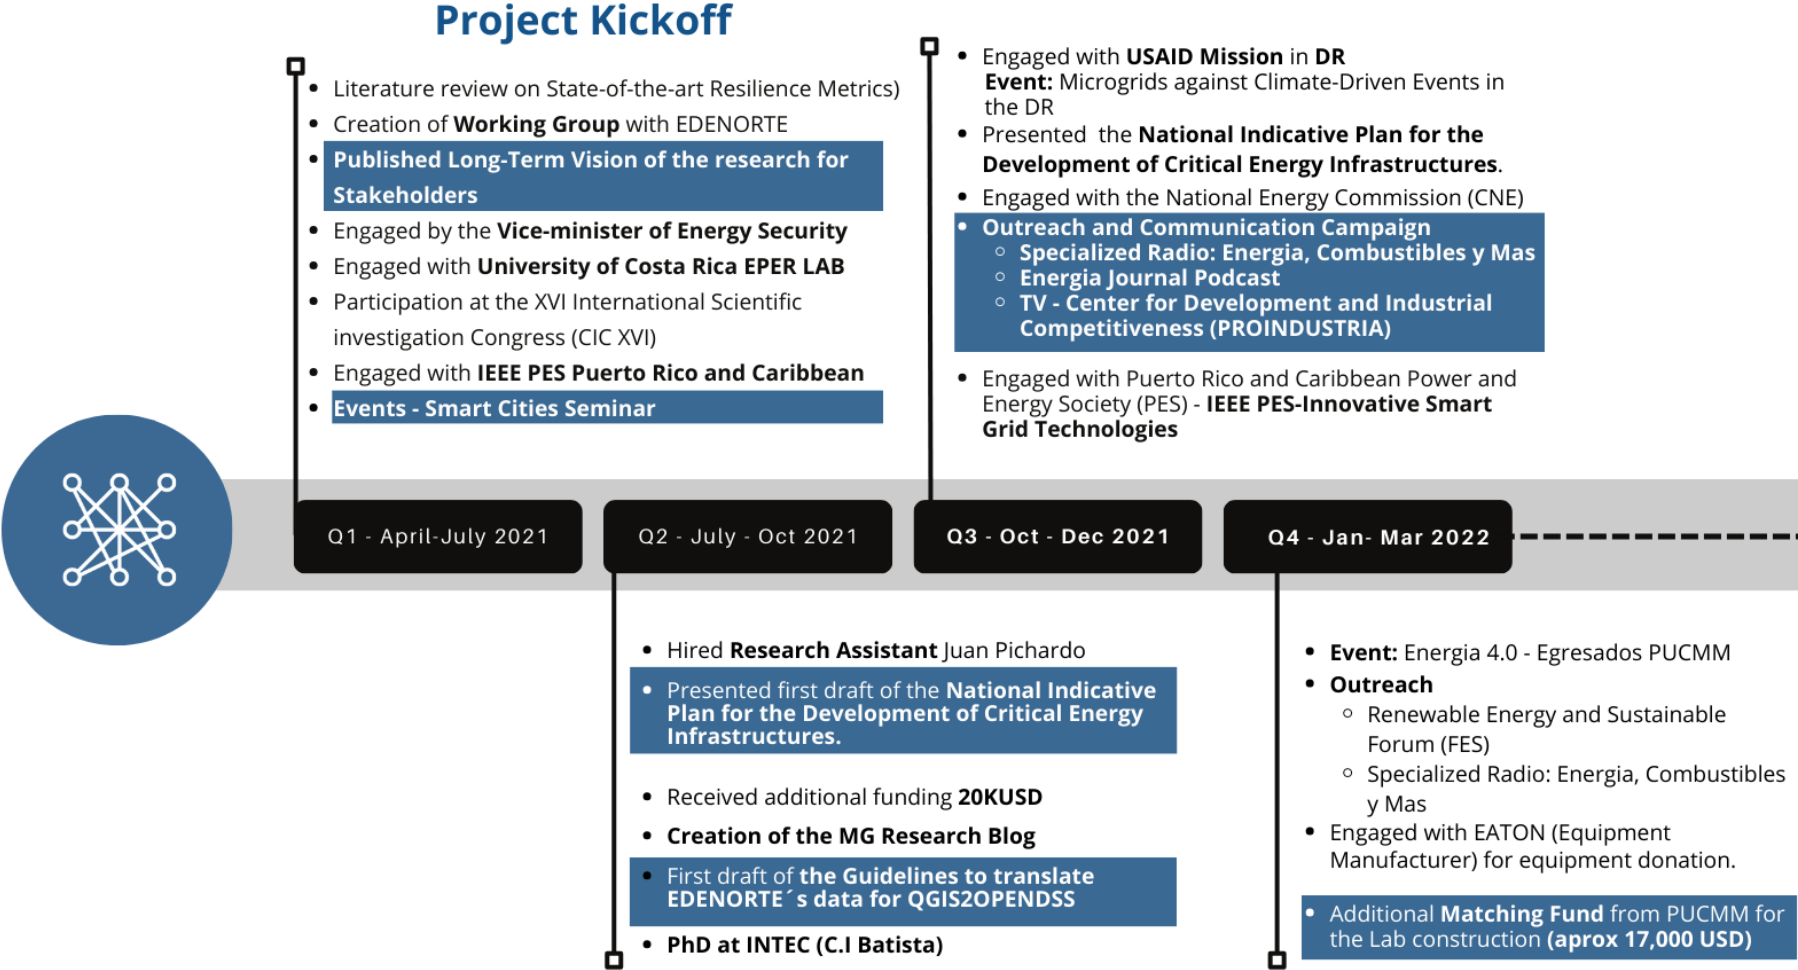 Project Kickoff
Literature review on State-of-the-art Resilience Metrics)
Creation of Working Group with EDENORTE
Published Long-Term Vision of the research for
Stakeholders
Engaged by the Vice-minister of Energy Security
Engaged with University of Costa Rica EPER LAB
Participation at the XVI International Scientific
investigation Congress (CIC XVI)
Engaged with IEEE PES Puerto Rico and Caribbean
Events - Smart Cities Seminar
Engaged with USAID Mission in DR
Event: Microgrids against Climate-Driven Events in
the DR
Presented the National Indicative Plan for the
Development of Critical Energy Infrastructures.
Engaged with the National Energy Commission (CNE)
Outreach and Communication Campaign
Specialized Radio: Energia, Combustibles y Mas
Energia Journal Podcast
TV - Center for Development and Industrial
Competitiveness (PROINDUSTRIA)
Engaged with Puerto Rico and Caribbean Power and
Energy Society (PES) - IEEE PES-Innovative Smart
Grid Technologies
Q1 - April-July 2021
Q2 - July - Oct 2021
Q3 - Oct - Dec 2021
Q4 - Jan- Mar 2022
Hired Research Assistant Juan Pichardo
Presented first draft of the National Indicative
Plan for the Development of Critical Energy
Infrastructures.
Received additional funding 20KUSD
Creation of the MG Research Blog
First draft of the Guidelines to translate
EDENORTE´s data for QGIS2OPENDSS
PhD at INTEC (C.I Batista)
Event: Energia 4.0 - Egresados PUCMM
Outreach
Renewable Energy and Sustainable
Forum (FES)
Specialized Radio: Energia, Combustibles
y Mas
Engaged with EATON (Equipment
Manufacturer) for equipment donation.
Additional Matching Fund from PUCMM for
the Lab construction (aprox 17,000 USD)